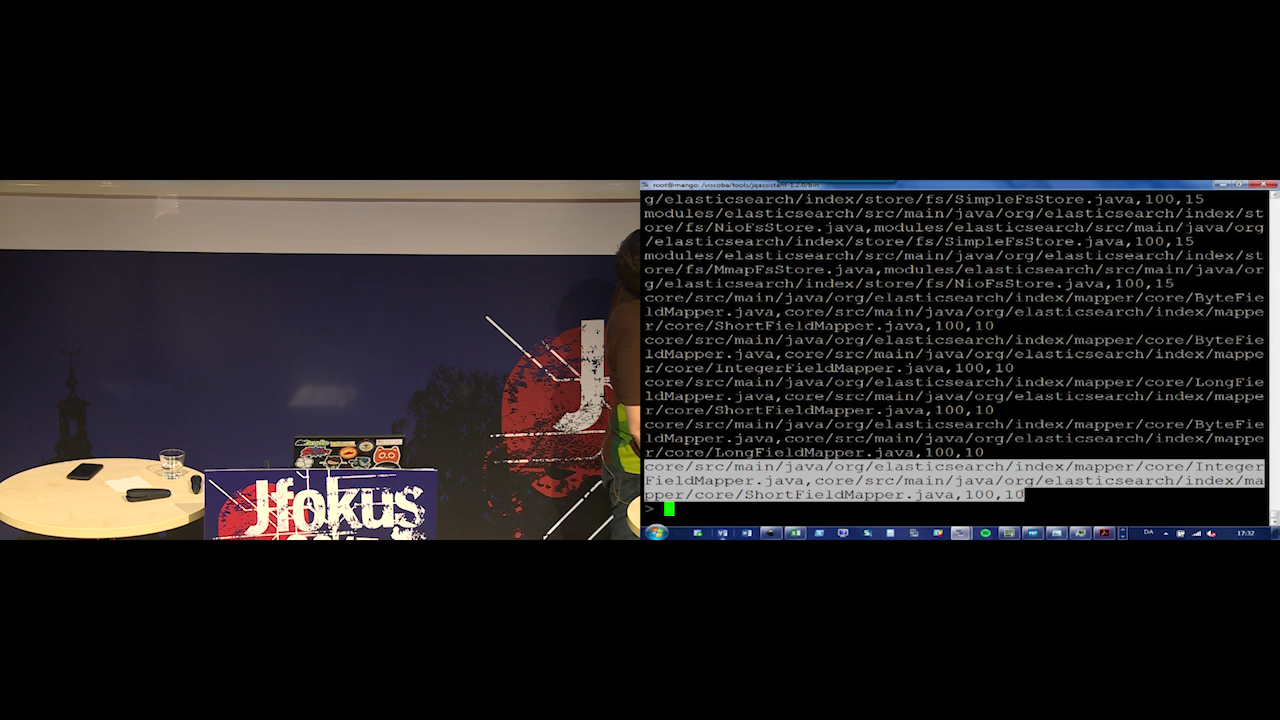 Jfokus
J
root@mango: /viscoba/tools/jqassistant-1.2.0/bin
g/elasticsearch/index/store/fs/SimpleFsStore.java,100,15
modules/elasticsearch/src/main/java/org/elasticsearch/index/st
ore/fs/NioFsStore.java,modules/elasticsearch/src/main/java/org
/elasticsearch/index/store/fs/SimpleFsStore.java,100,15
modules/elasticsearch/src/main/java/org/elasticsearch/index/st
ore/fs/MmapFsStore.java,modules/elasticsearch/src/main/java/or
g/elasticsearch/index/store/fs/NioFsStore.java,100,15
core/src/main/java/org/elasticsearch/index/mapper/core/ByteFie
ldMapper.java,core/src/main/java/org/elasticsearch/index/mappe
r/core/ShortFieldMapper.java,100,10
core/src/main/java/org/elasticsearch/index/mapper/core/ByteFie
ldMapper.java,core/src/main/java/org/elasticsearch/index/mappe
r/core/IntegerFieldMapper.java,100,10
core/src/main/java/org/elasticsearch/index/mapper/core/LongFie
ldMapper.java,core/src/main/java/org/elasticsearch/index/mappe
r/core/ShortFieldMapper.java,100,10
core/src/main/java/org/elasticsearch/index/mapper/core/ByteFie
ldMapper.java,core/src/main/java/org/elasticsearch/index/mappe
r/core/LongFieldMapper.java,100,10
core/src/main/java/org/elasticsearch/index/mapper/core/Integer
FieldMapper.java,core/src/main/java/org/elasticsearch/index/ma
pper/core/ShortFieldMapper.java,100,10
>
DA
17:32